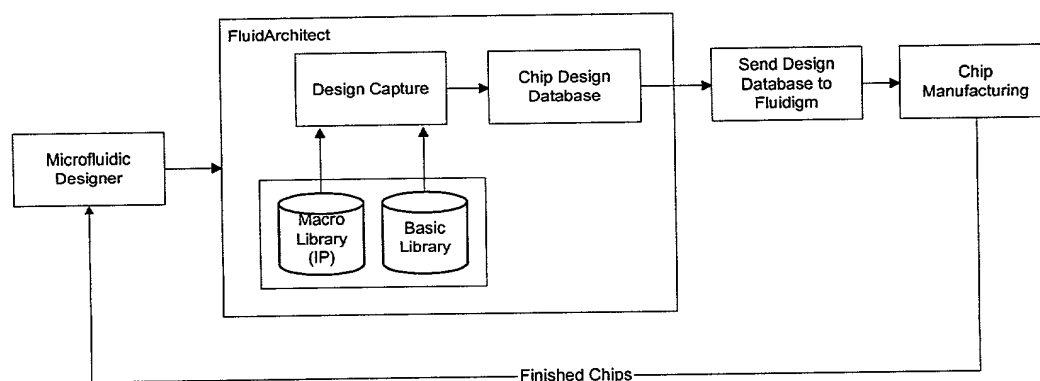 FluidArchitect
Design Capture
Chip Design
Database
Send Design
Database to
Fluidigm
Chip
Manufacturing
Microfluidic
Designer
Macro
Library
(IP)
Basic
Library
Finished Chips